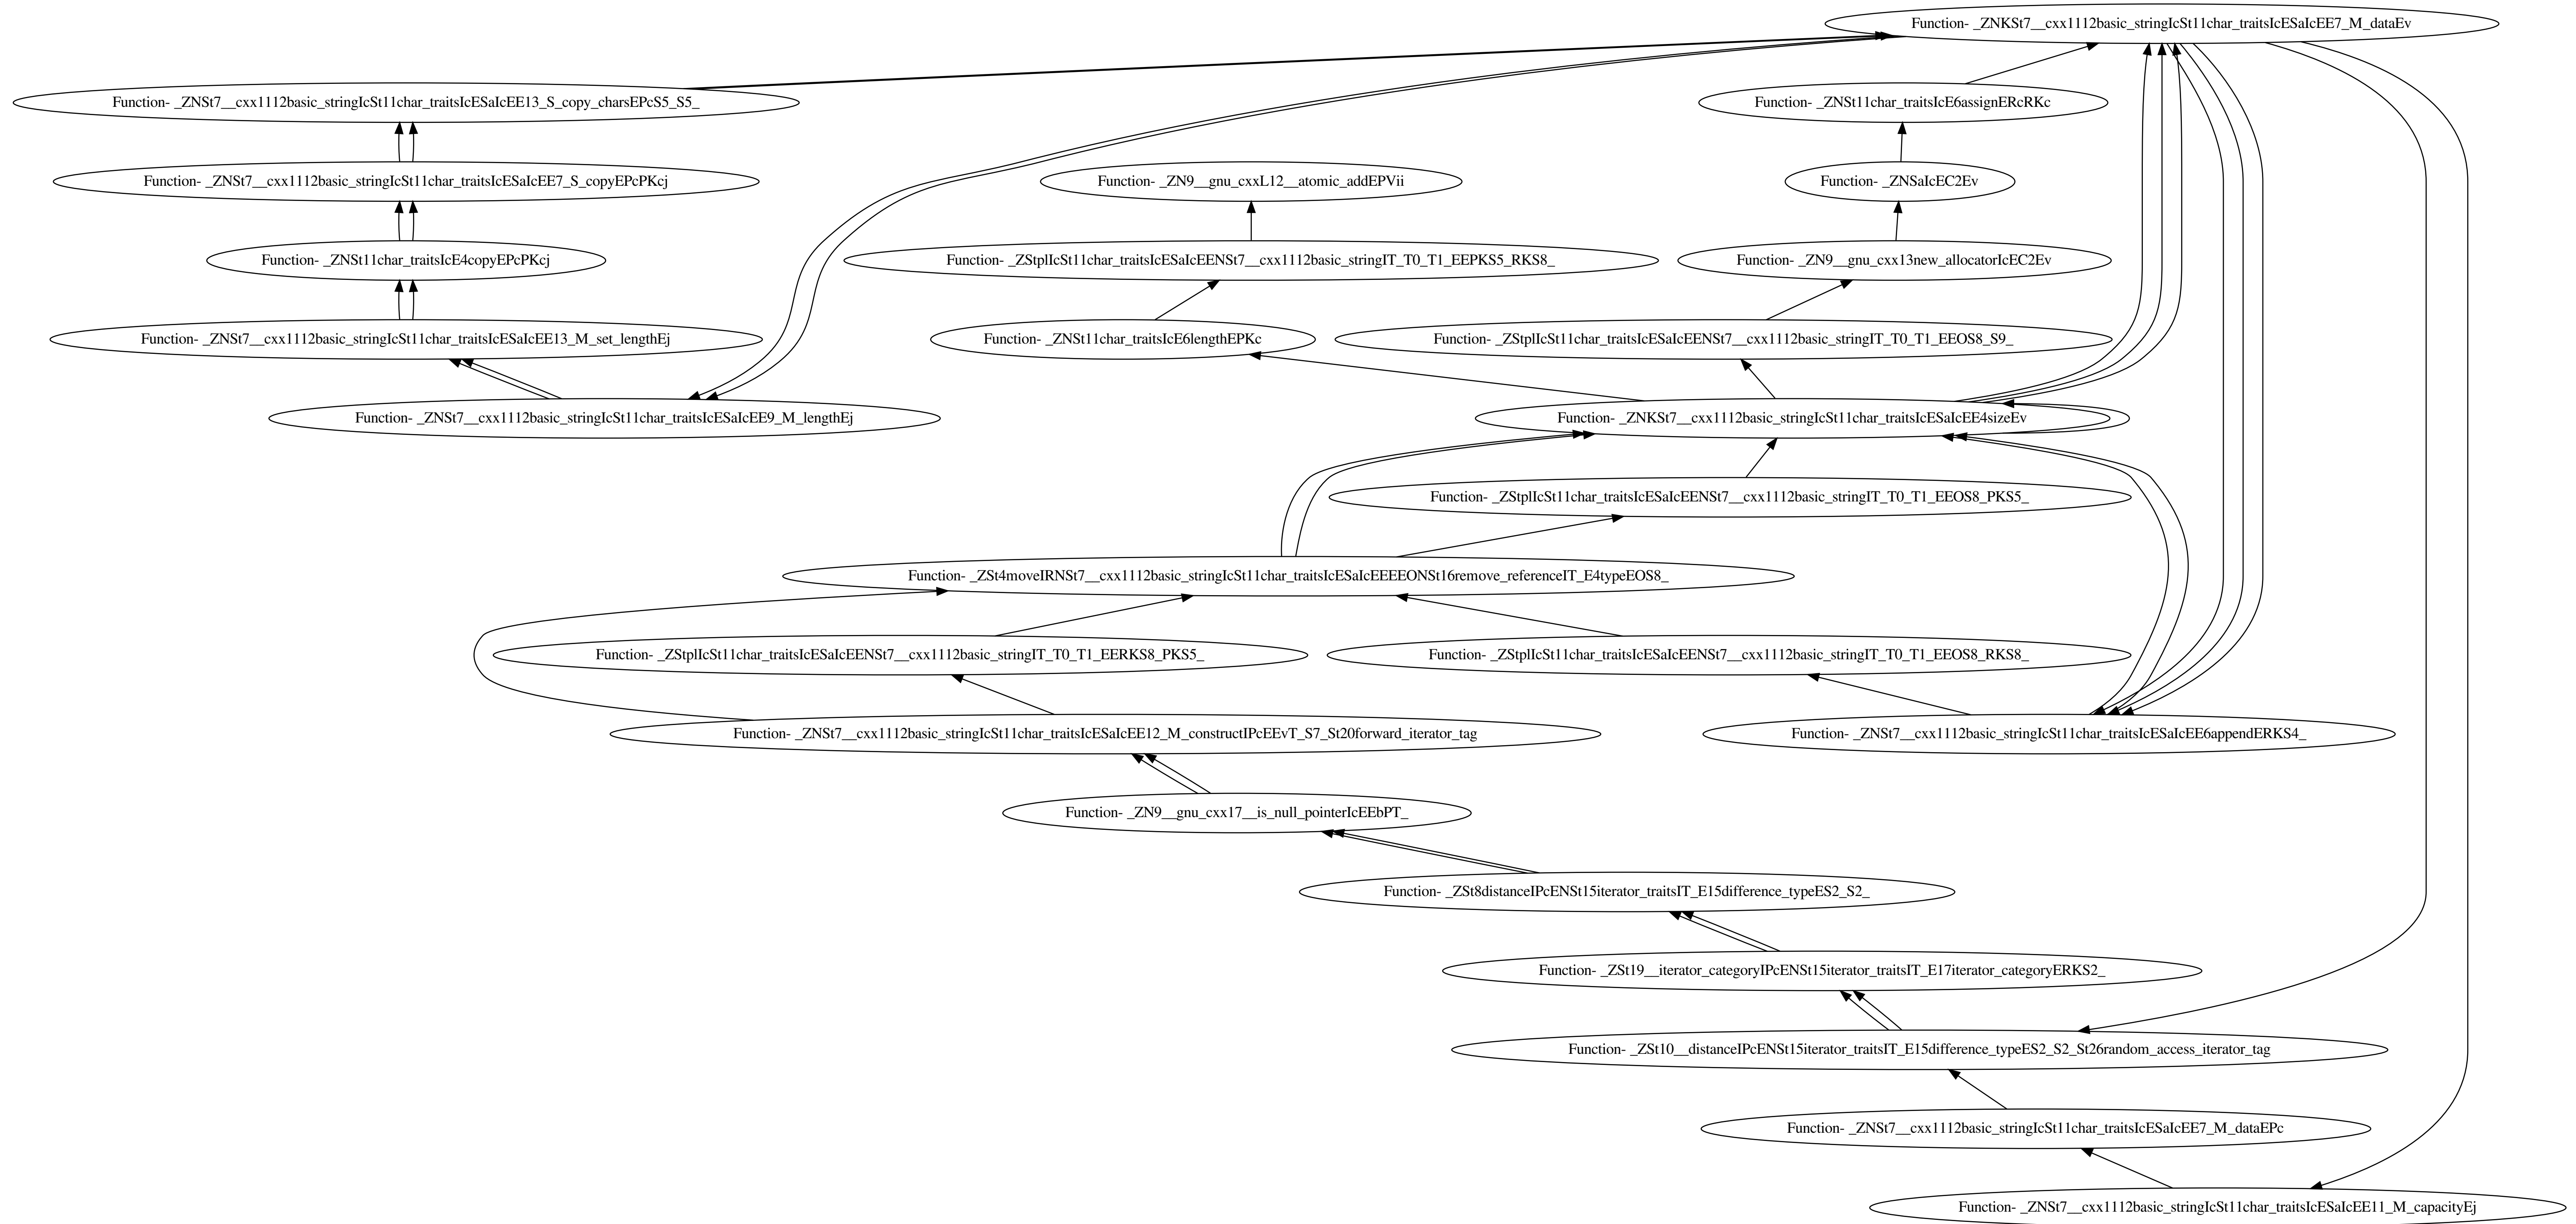 Function- _ZNKSt7__cxx1112basic_stringIcSt11char_traitsIcESaIcEE7_M_dataEv
Function- _ZNSt7__cxx1112basic_stringIcSt11char_traitsIcESaIcEE13_S_copy_charsEPcS5_S5_
Function- _ZNSt11char_traitsIcE6assignERcRKc
Function- _ZNSt7__cxx1112basic_stringIcSt11char_traitsIcESaIcEE7_S_copyEPcPKcj
Function- _ZN9__gnu_cxxL12__atomic_addEPVii
Function- _ZNSaIcEC2Ev
Function- _ZNSt11char_traitsIcE4copyEPcPKcj
Function- _ZStplIcSt11char_traitsIcESaIcEENSt7__cxx1112basic_stringIT_T0_T1_EEPKS5_RKS8_
Function- _ZN9__gnu_cxx13new_allocatorIcEC2Ev
Function- _ZNSt7__cxx1112basic_stringIcSt11char_traitsIcESaIcEE13_M_set_lengthEj
Function- _ZNSt11char_traitsIcE6lengthEPKc
Function- _ZStplIcSt11char_traitsIcESaIcEENSt7__cxx1112basic_stringIT_T0_T1_EEOS8_S9_
Function- _ZNSt7__cxx1112basic_stringIcSt11char_traitsIcESaIcEE9_M_lengthEj
Function- _ZNKSt7__cxx1112basic_stringIcSt11char_traitsIcESaIcEE4sizeEv
Function- _ZStplIcSt11char_traitsIcESaIcEENSt7__cxx1112basic_stringIT_T0_T1_EEOS8_PKS5_
Function- _ZSt4moveIRNSt7__cxx1112basic_stringIcSt11char_traitsIcESaIcEEEEONSt16remove_referenceIT_E4typeEOS8_
Function- _ZStplIcSt11char_traitsIcESaIcEENSt7__cxx1112basic_stringIT_T0_T1_EERKS8_PKS5_
Function- _ZStplIcSt11char_traitsIcESaIcEENSt7__cxx1112basic_stringIT_T0_T1_EEOS8_RKS8_
Function- _ZNSt7__cxx1112basic_stringIcSt11char_traitsIcESaIcEE12_M_constructIPcEEvT_S7_St20forward_iterator_tag
Function- _ZNSt7__cxx1112basic_stringIcSt11char_traitsIcESaIcEE6appendERKS4_
Function- _ZN9__gnu_cxx17__is_null_pointerIcEEbPT_
Function- _ZSt8distanceIPcENSt15iterator_traitsIT_E15difference_typeES2_S2_
Function- _ZSt19__iterator_categoryIPcENSt15iterator_traitsIT_E17iterator_categoryERKS2_
Function- _ZSt10__distanceIPcENSt15iterator_traitsIT_E15difference_typeES2_S2_St26random_access_iterator_tag
Function- _ZNSt7__cxx1112basic_stringIcSt11char_traitsIcESaIcEE7_M_dataEPc
Function- _ZNSt7__cxx1112basic_stringIcSt11char_traitsIcESaIcEE11_M_capacityEj